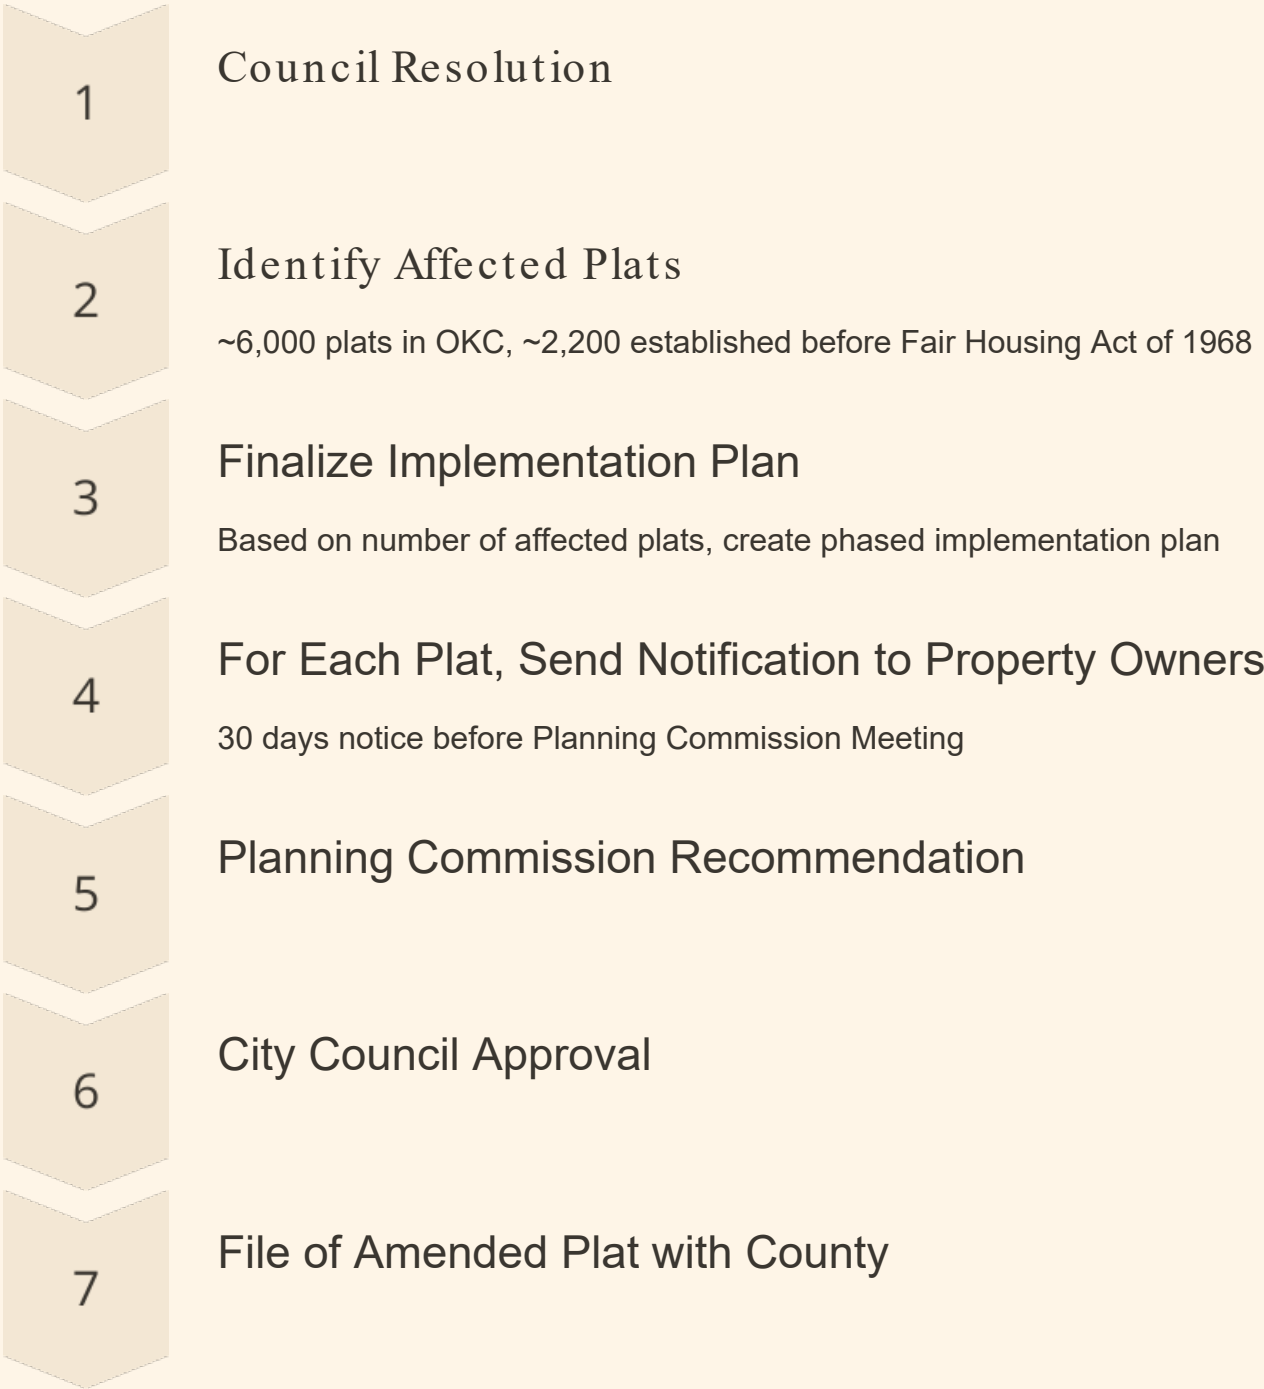 1
Council Resolution
2
Identify Affected Plats
~6,000 plats in OKC, ~2,200 established before Fair Housing Act of 1968
3
Finalize Implementation Plan
Based on number of affected plats, create phased implementation plan
4
For Each Plat, Send Notification to Property Owners
30 days notice before Planning Commission Meeting
5
Planning Commission Recommendation
6
City Council Approval
7
File of Amended Plat with County